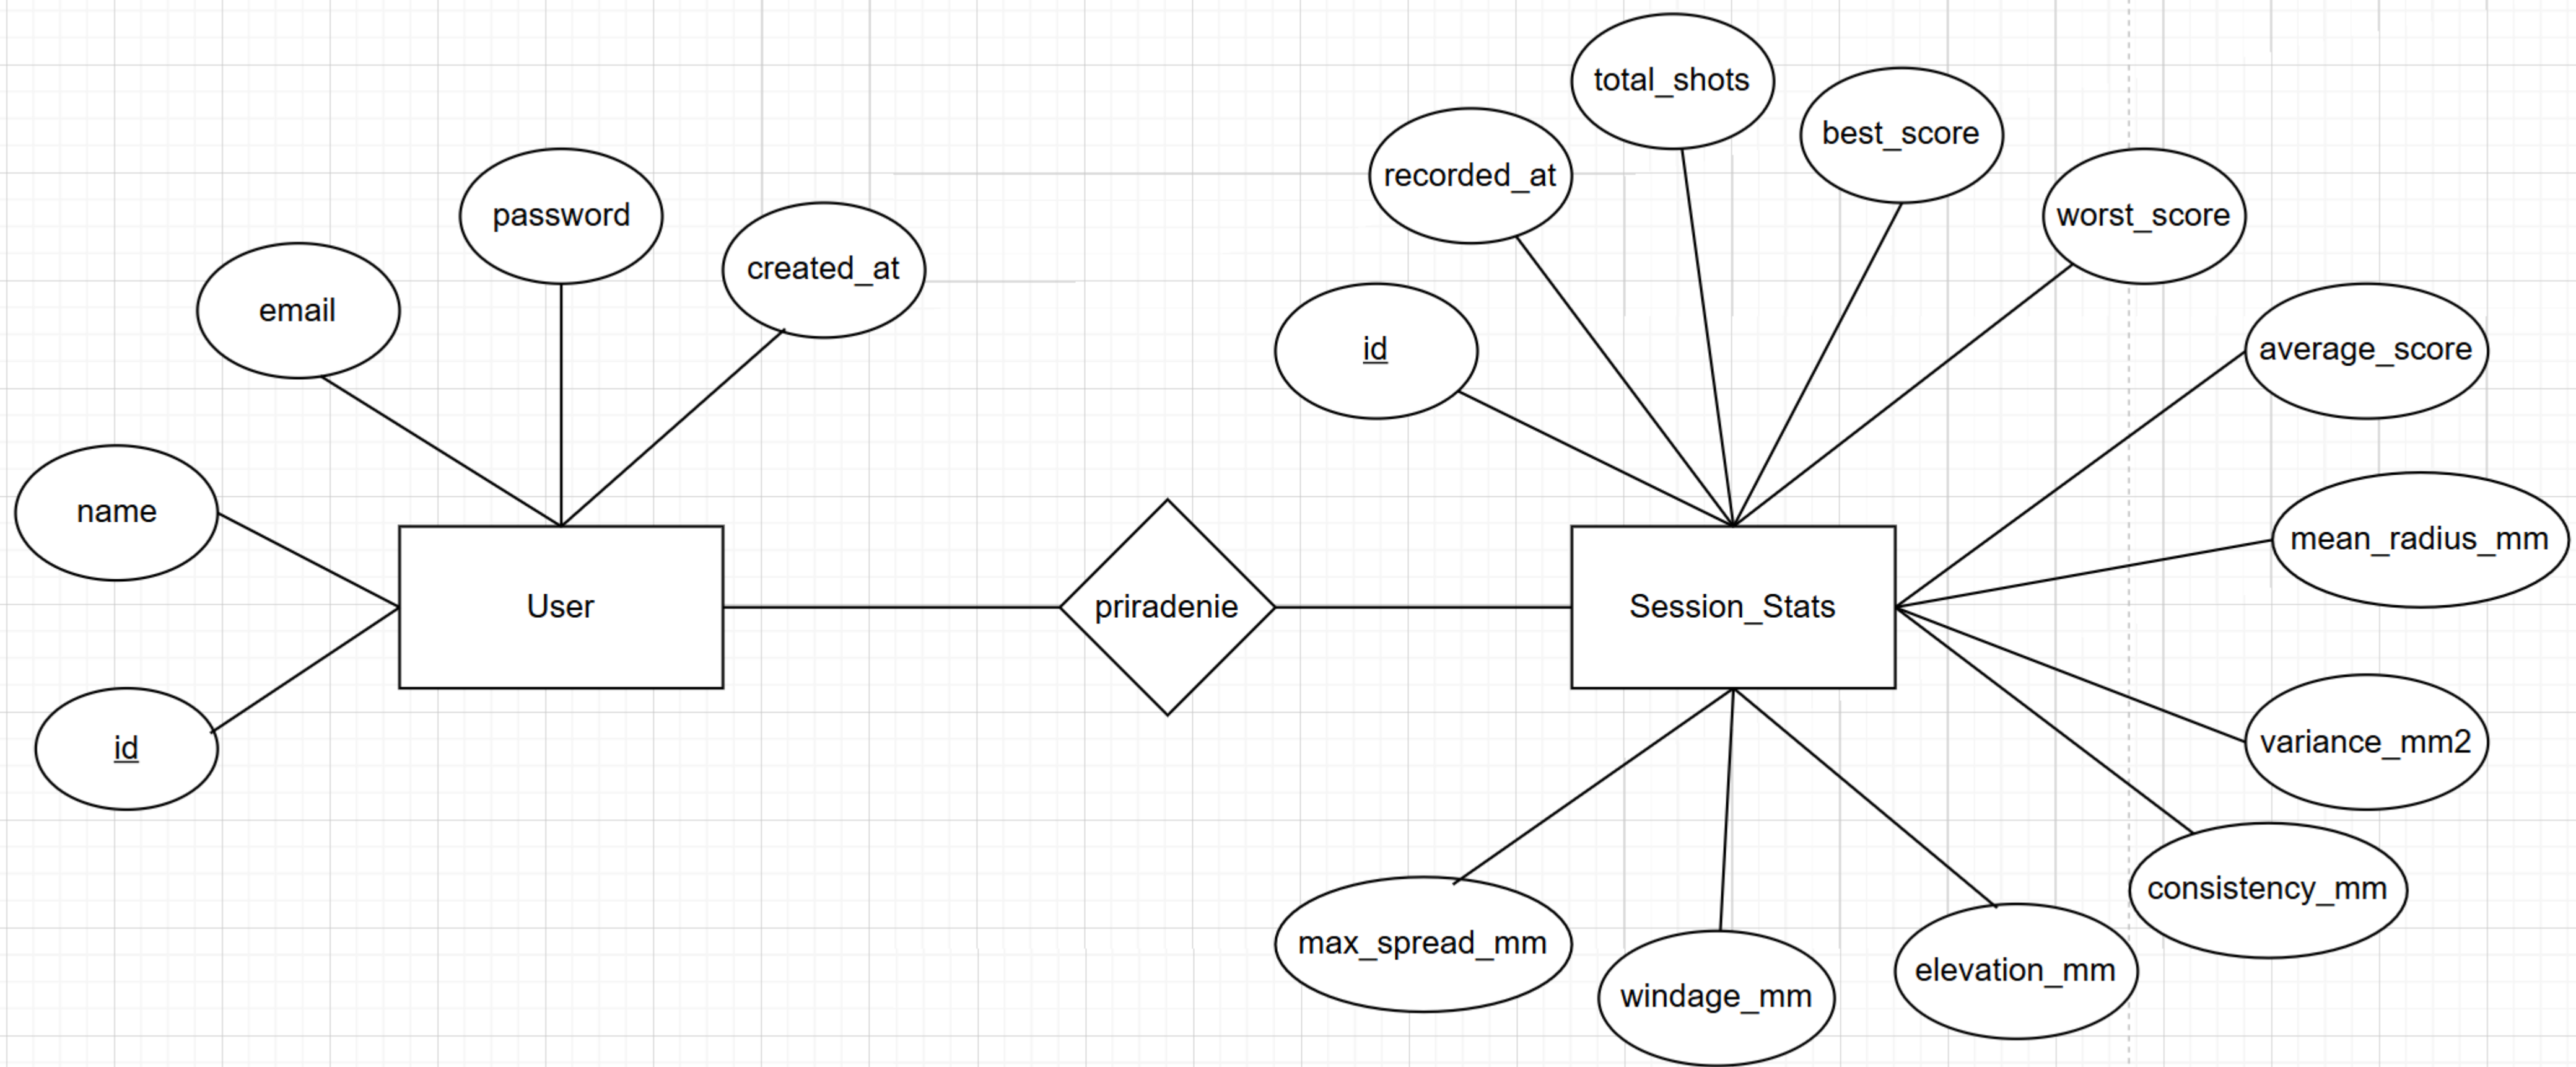 total_shots
best_score
recorded_at
password
worst_score
created_at
email
id
average_score
name
mean_radius_mm
User
priradenie
Session_Stats
id
variance_mm2
consistency_mm
max_spread_mm
elevation_mm
windage_mm